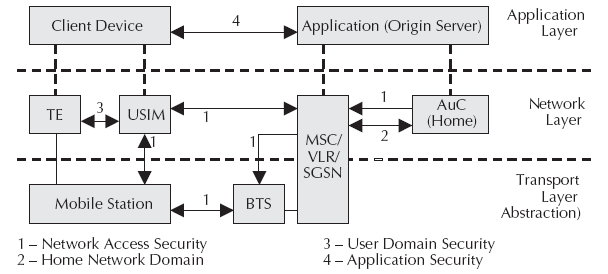 Client Device
4
Application (Origin Server)
Application
Layer
TE
3
USIM
1
MSC/
VLR/
SGSN
1
2
AuC
(Home)
Network
Layer
1
1
Mobile Station
1
BTS
Transport
Layer
Abstraction)
1 – Network Access Security
2 – Home Network Domain
3 – User Domain Security
4 – Application Security